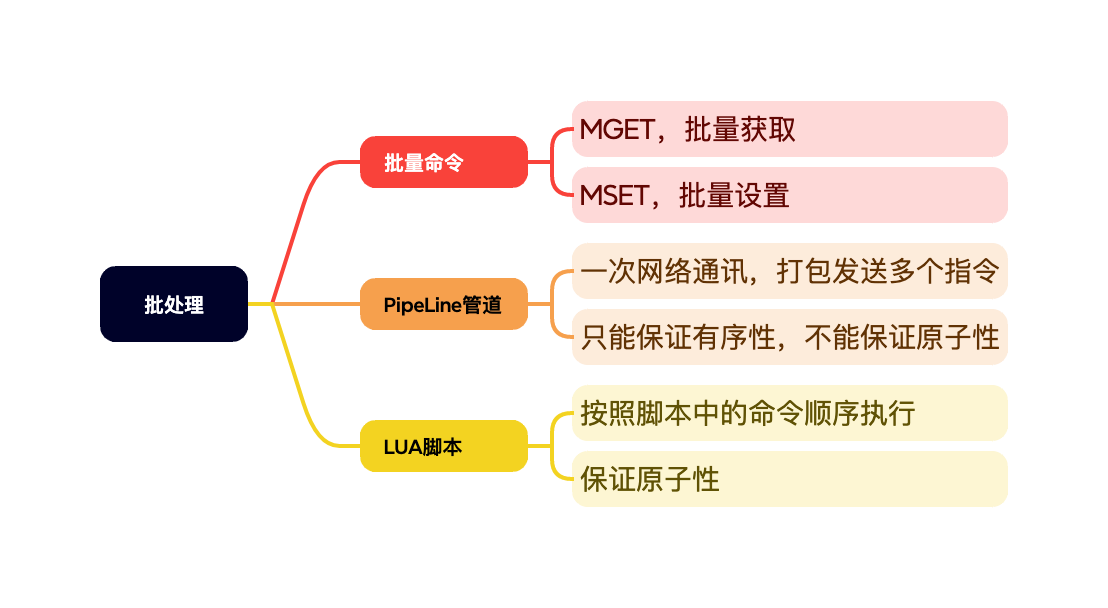 批处理
批量命令
MGET，批量获取
MSET，批量设置
PipeLine管道
一次网络通讯，打包发送多个指令
只能保证有序性，不能保证原子性
LUA脚本
按照脚本中的命令顺序执行
保证原子性